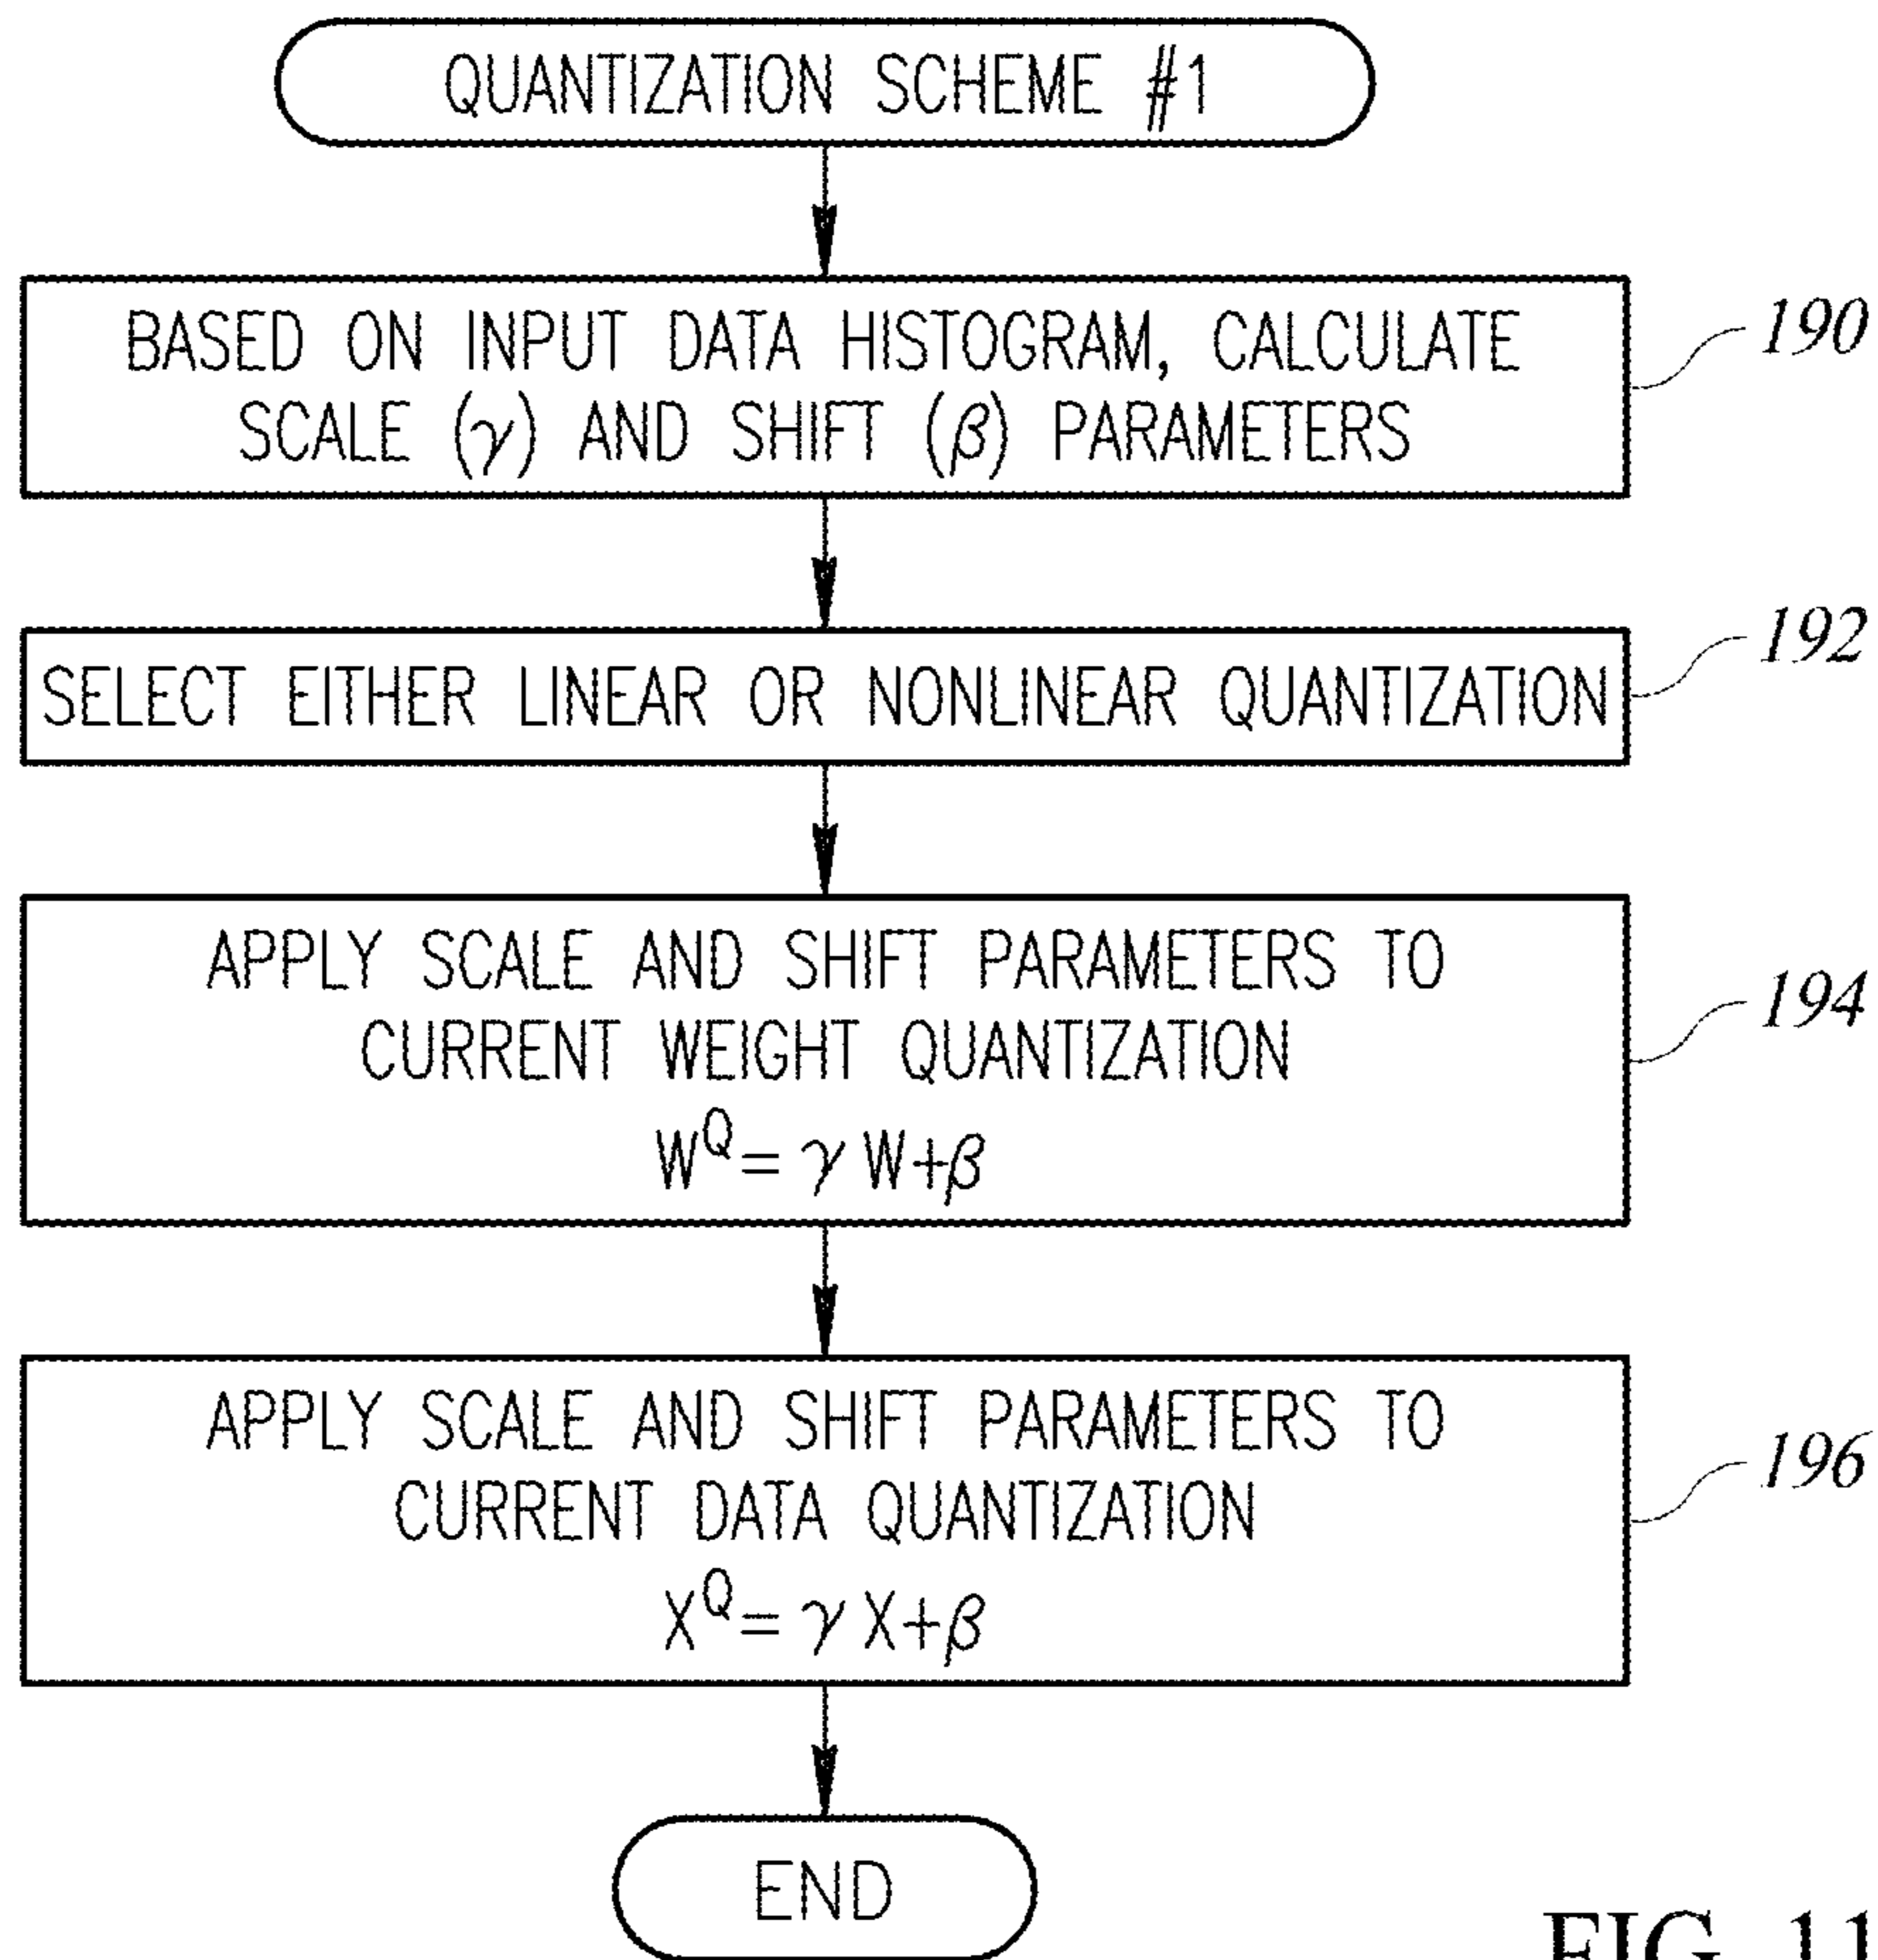 QUANTIZATION SCHEME #1
BASED ON INPUT DATA HISTOGRAM, CALCULATE
SCALE (γ) AND SHIFT (β) PARAMETERS
190
SELECT EITHER LINEAR OR NONLINEAR QUANTIZATION
192
APPLY SCALE AND SHIFT PARAMETERS TO
CURRENT WEIGHT QUANTIZATION
W^Q = γ W+β
194
APPLY SCALE AND SHIFT PARAMETERS TO
CURRENT DATA QUANTIZATION
X^Q = γ X+β
196
END
FIG. 11